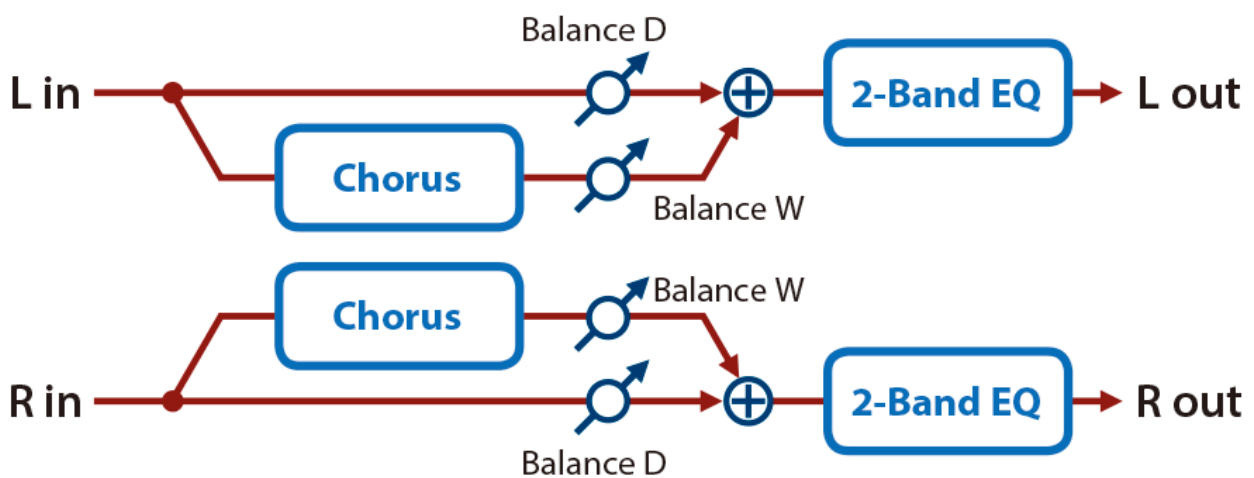 Balance D
L in
2-Band EQ
L out
Chorus
Balance W
Chorus
Balance W
R in
2-Band EQ
R out
Balance D